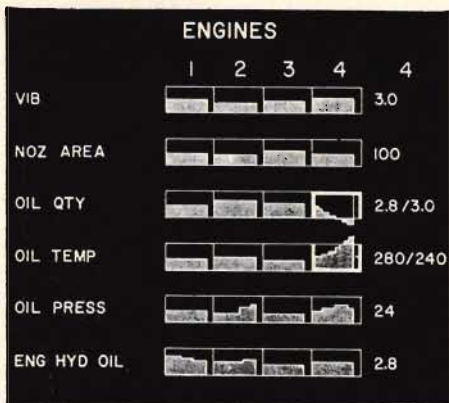 ENGINES
1 2 3 4 4
VIB 3.0
NOZ AREA 100
OIL QTY 2.8/3.0
OIL TEMP 280/240
OIL PRESS 24
ENG HYD OIL 2.8